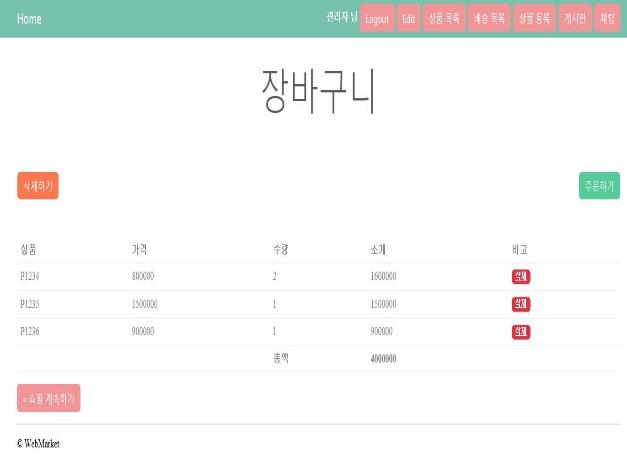 Home 관리자 님 Logout Edit 상품 목록 배송 목록 상품 등록 게시판 채팅
장바구니
삭제하기 주문하기
상품 가격 수량 소계 비고
P1234 800000 2 1600000 삭제
P1235 1500000 1 1500000 삭제
P1236 900000 1 900000 삭제
총액 4000000
« 쇼핑 계속하기
© WebMarket